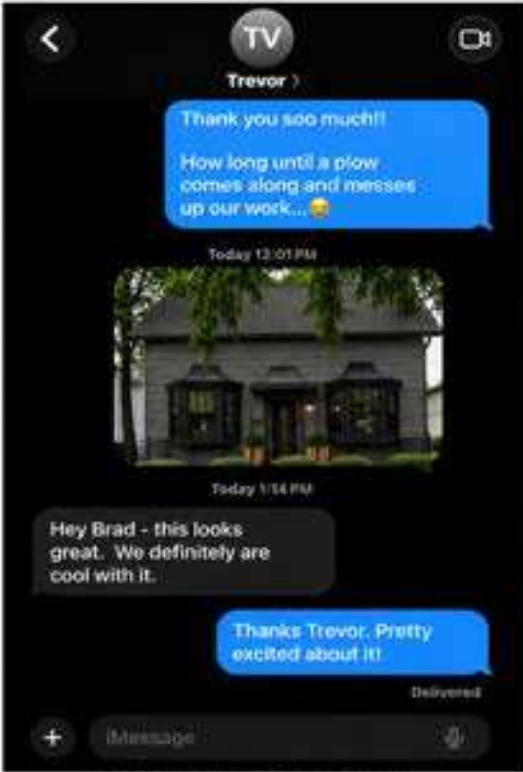 TV
Trevor
Thank you soo much!!
How long until a plow
comes along and messes
up our work...😂
Today 12:01 PM
Today 1:14 PM
Hey Brad - this looks
great. We definitely are
cool with it.
Thanks Trevor. Pretty
excited about it!
Delivered
iMessage